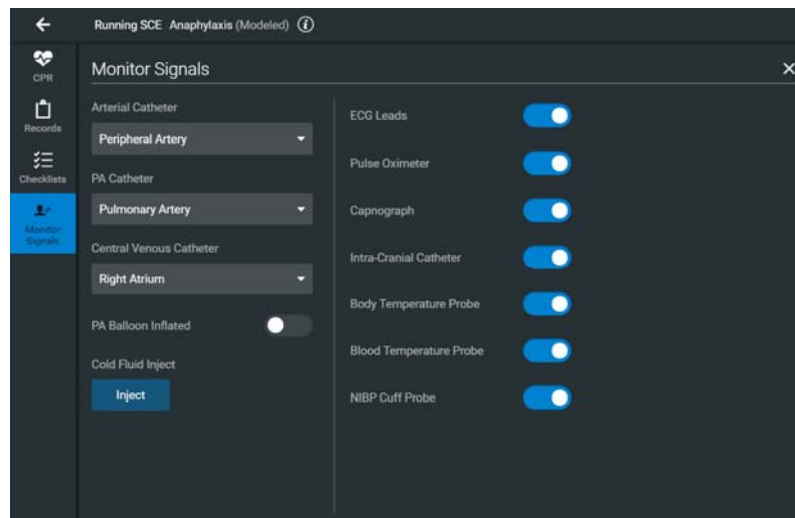 Running SCE Anaphylaxis (Modeled)
CPR
Records
Checklists
Monitor
Signals
Monitor Signals
Arterial Catheter
Peripheral Artery
PA Catheter
Pulmonary Artery
Central Venous Catheter
Right Atrium
PA Balloon Inflated
Cold Fluid Inject
Inject
ECG Leads
Pulse Oximeter
Capnograph
Intra-Cranial Catheter
Body Temperature Probe
Blood Temperature Probe
NIBP Cuff Probe